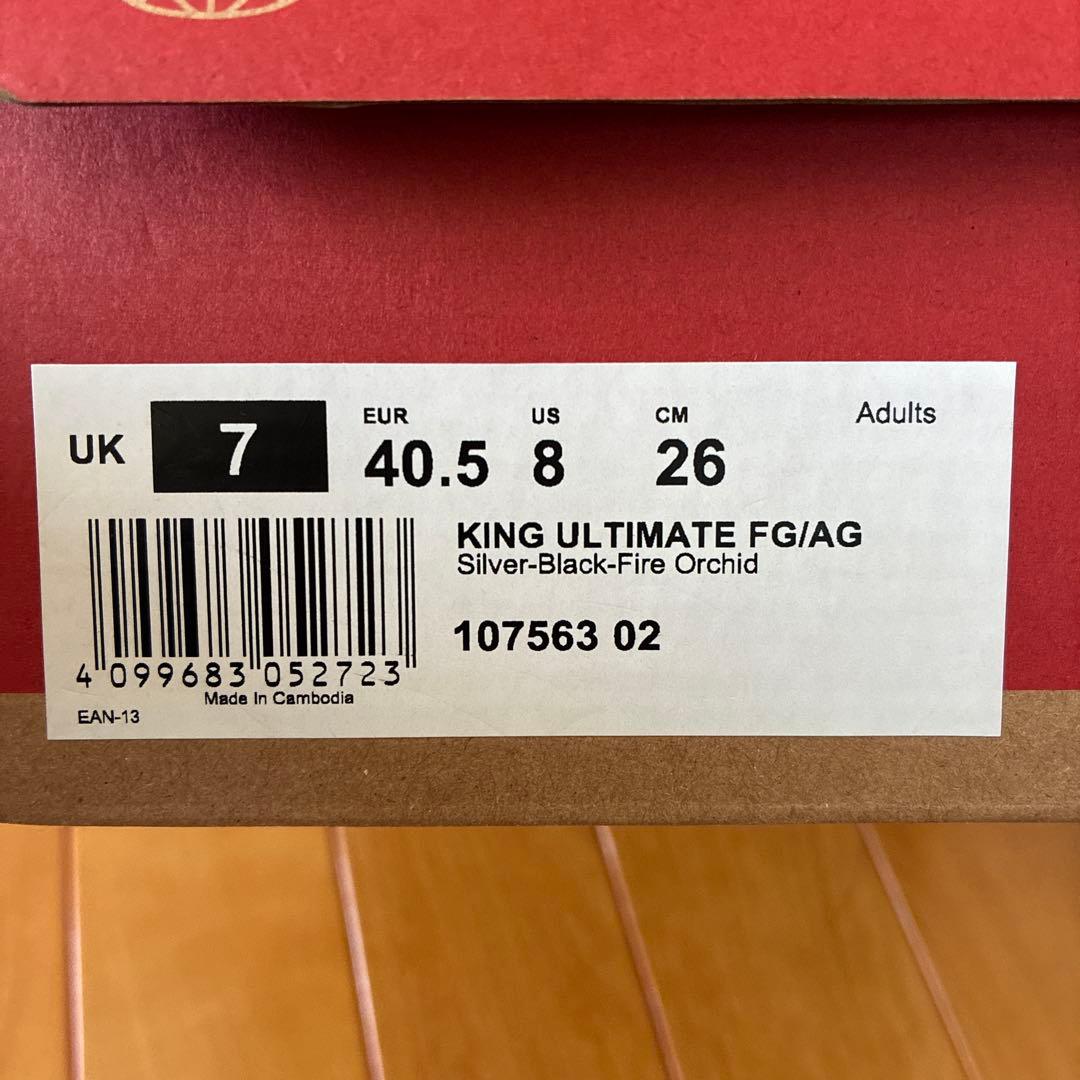 UK 7
EUR US CM Adults
40.5 8 26
KING ULTIMATE FG/AG
Silver-Black-Fire Orchid
107563 02
4 099683 052723
Made In Cambodia
EAN-13